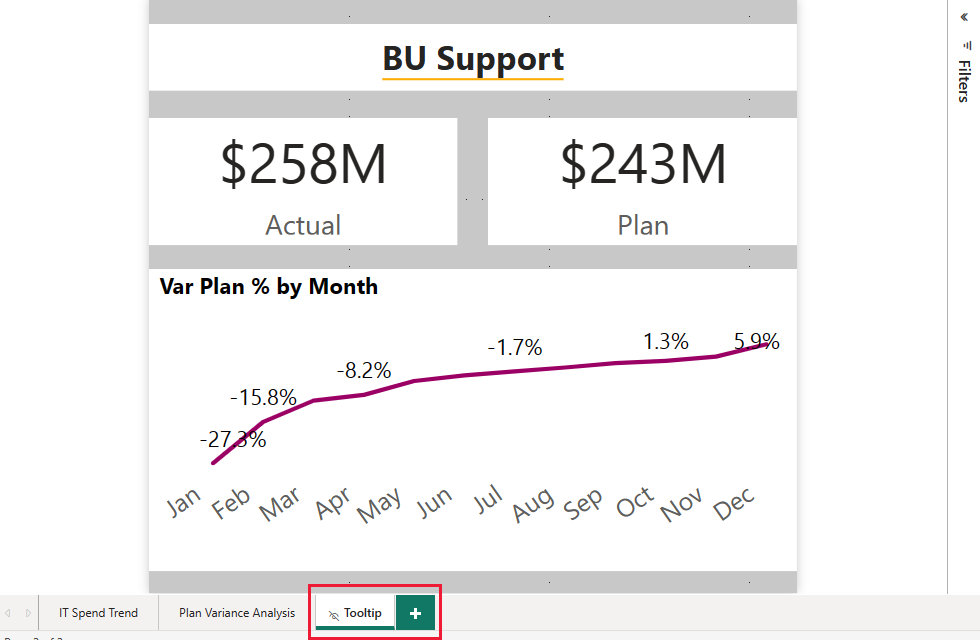 BU Support
$258M
Actual
$243M
Plan
Var Plan % by Month
-27.3%
-15.8%
-8.2%
-1.7%
1.3%
5.9%
Jan Feb Mar Apr May Jun Jul Aug Sep Oct Nov Dec
Filters
IT Spend Trend
Plan Variance Analysis
Tooltip